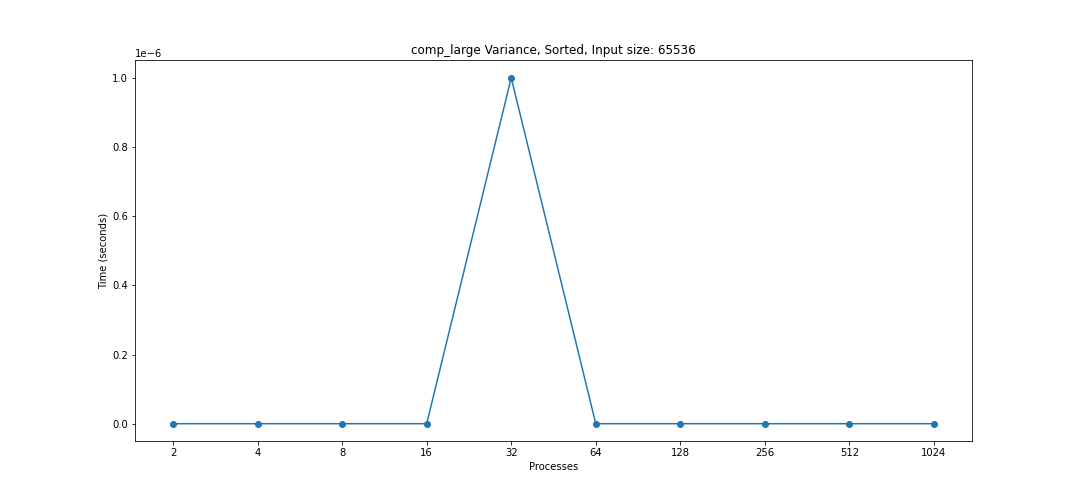 comp_large Variance, Sorted, Input size: 65536
1e−6
1.0
0.8
0.6
0.4
0.2
0.0
Time (seconds)
2 4 8 16 32 64 128 256 512 1024
Processes